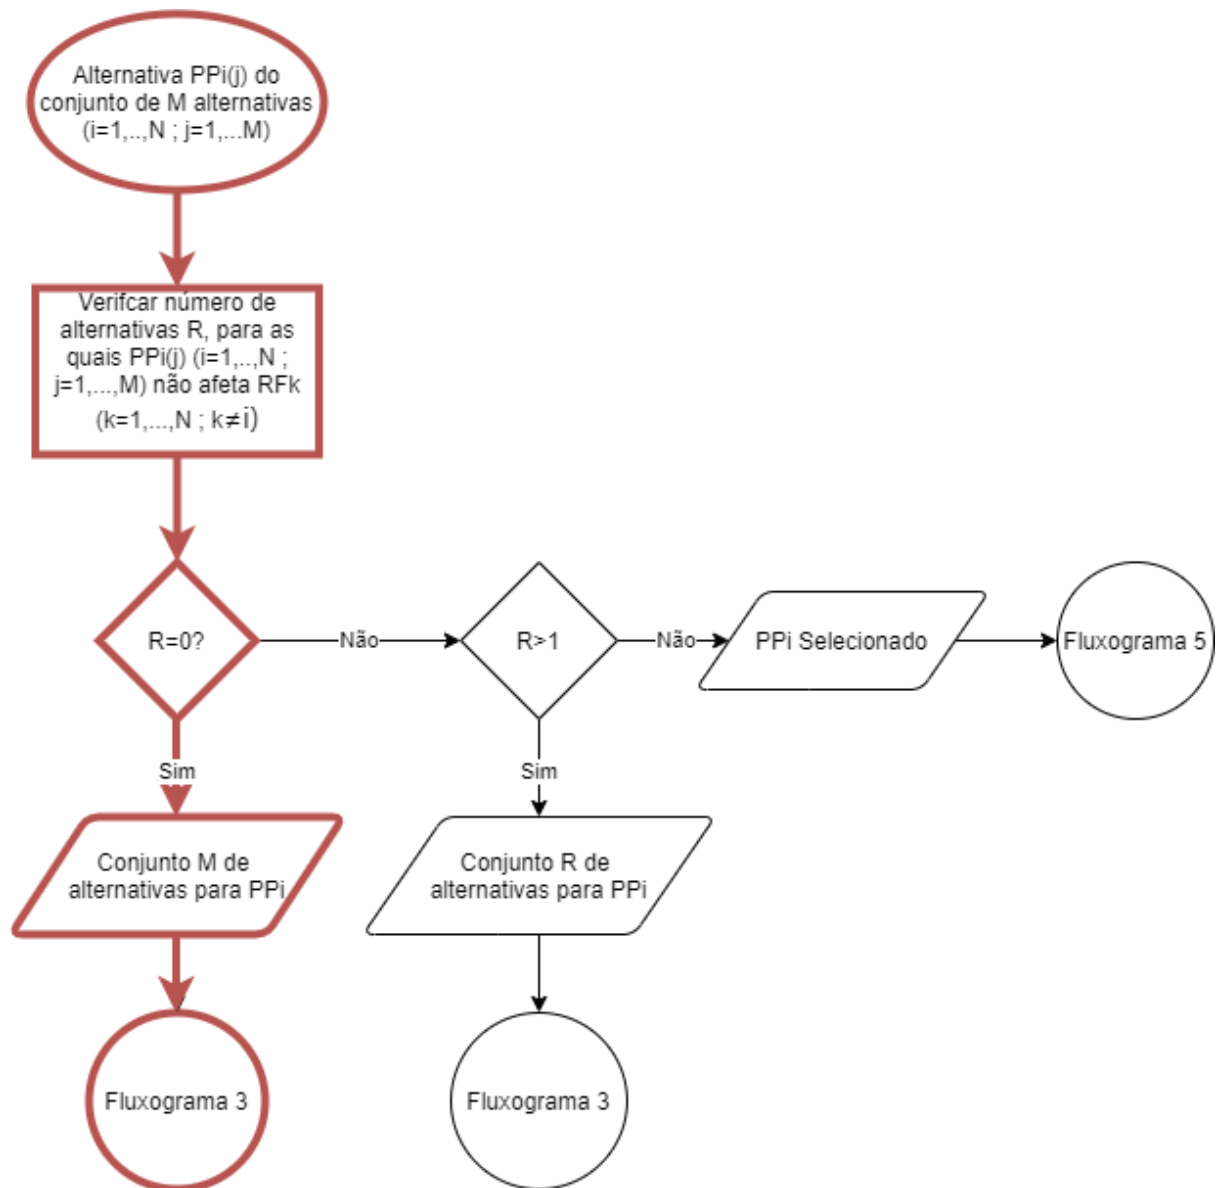 Alternativa PPi(j) do
conjunto de M alternativas
(i=1,..,N ; j=1,...M)
Verifcar número de
alternativas R, para as
quais PPi(j) (i=1,..,N ;
j=1,...,M) não afeta RFk
(k=1,...,N ; k≠i)
R=0?
Não
R>1
Não
PPi Selecionado
Fluxograma 5
Sim
Sim
Conjunto M de
alternativas para PPi
Conjunto R de
alternativas para PPi
Fluxograma 3
Fluxograma 3